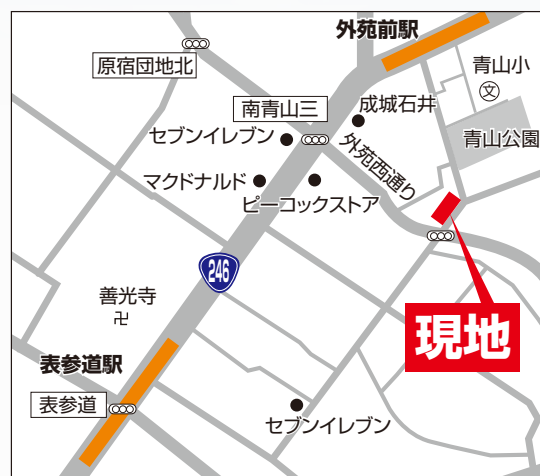 外苑前駅
原宿団地北
青山小
文
南青山三
成城石井
セブンイレブン
青山公園
外苑西通り
マクドナルド
ピーコックストア
246
善光寺
卍
現地
表参道駅
表参道
セブンイレブン